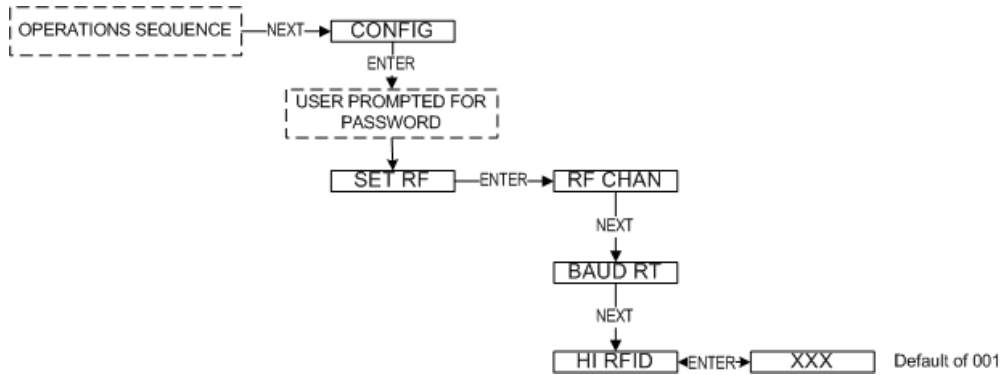 OPERATIONS SEQUENCE
NEXT
CONFIG
ENTER
USER PROMPTED FOR
PASSWORD
SET RF
ENTER
RF CHAN
NEXT
BAUD RT
NEXT
HI RFID
ENTER
XXX
Default of 001